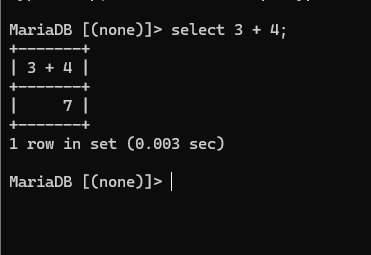 MariaDB [(none)]> select 3 + 4;
+-------+
| 3 + 4 |
+-------+
|     7 |
+-------+
1 row in set (0.003 sec)
MariaDB [(none)]>